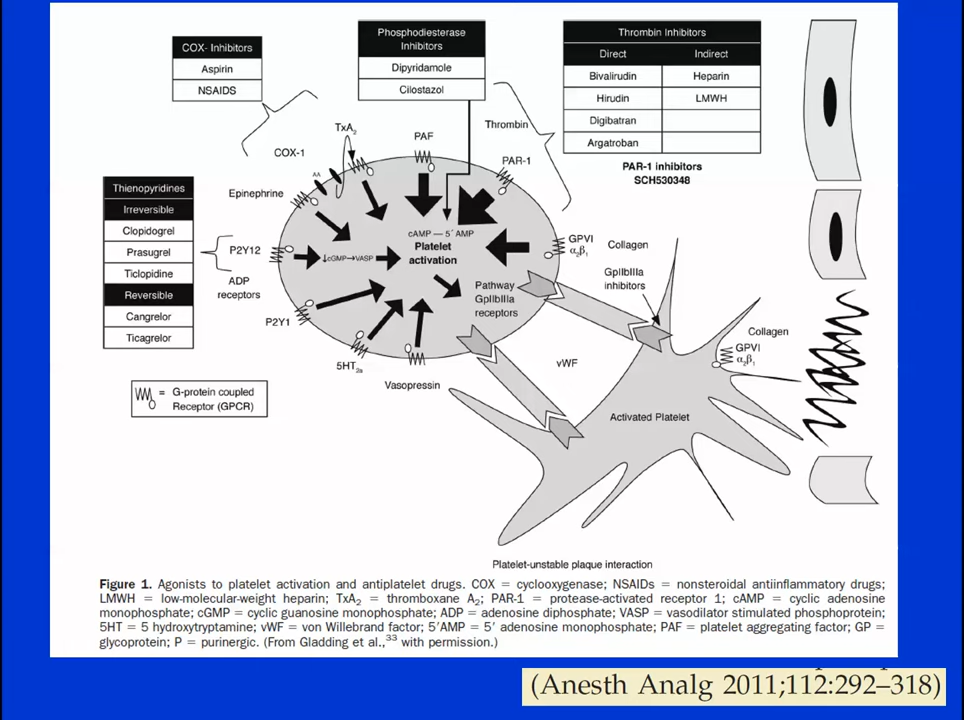 COX- Inhibitors
Aspirin
NSAIDS
Phosphodiesterase
Inhibitors
Dipyridamole
Cilostazol
Thrombin Inhibitors
Direct Indirect
Bivalirudin Heparin
Hirudin LMWH
Digibatran
Argatroban
PAR-1 inhibitors
SCH530348
Thrombin
TxA2
PAF
COX-1
PAR-1
AA
Epinephrine
Thienopyridines
Irreversible
Clopidogrel
Prasugrel
Ticlopidine
Reversible
Cangrelor
Ticagrelor
P2Y12
ADP
receptors
P2Y1
5HT2a
Vasopressin
cAMP — 5´ AMP
Platelet
activation
↓cGMP→VASP
Pathway
GpIIbIIIa
receptors
GPVI
α2β1
Collagen
GpIIbIIIa
inhibitors
vWF
Collagen
GPVI
α2β1
Activated Platelet
= G-protein coupled
Receptor (GPCR)
Platelet-unstable plaque interaction
Figure 1. Agonists to platelet activation and antiplatelet drugs. COX = cyclooxygenase; NSAIDs = nonsteroidal antiinflammatory drugs;
LMWH = low-molecular-weight heparin; TxA2 = thromboxane A2; PAR-1 = protease-activated receptor 1; cAMP = cyclic adenosine
monophosphate; cGMP = cyclic guanosine monophosphate; ADP = adenosine diphosphate; VASP = vasodilator stimulated phosphoprotein;
5HT = 5 hydroxytryptamine; vWF = von Willebrand factor; 5′AMP = 5′ adenosine monophosphate; PAF = platelet aggregating factor; GP =
glycoprotein; P = purinergic. (From Gladding et al.,33 with permission.)
(Anesth Analg 2011;112:292–318)